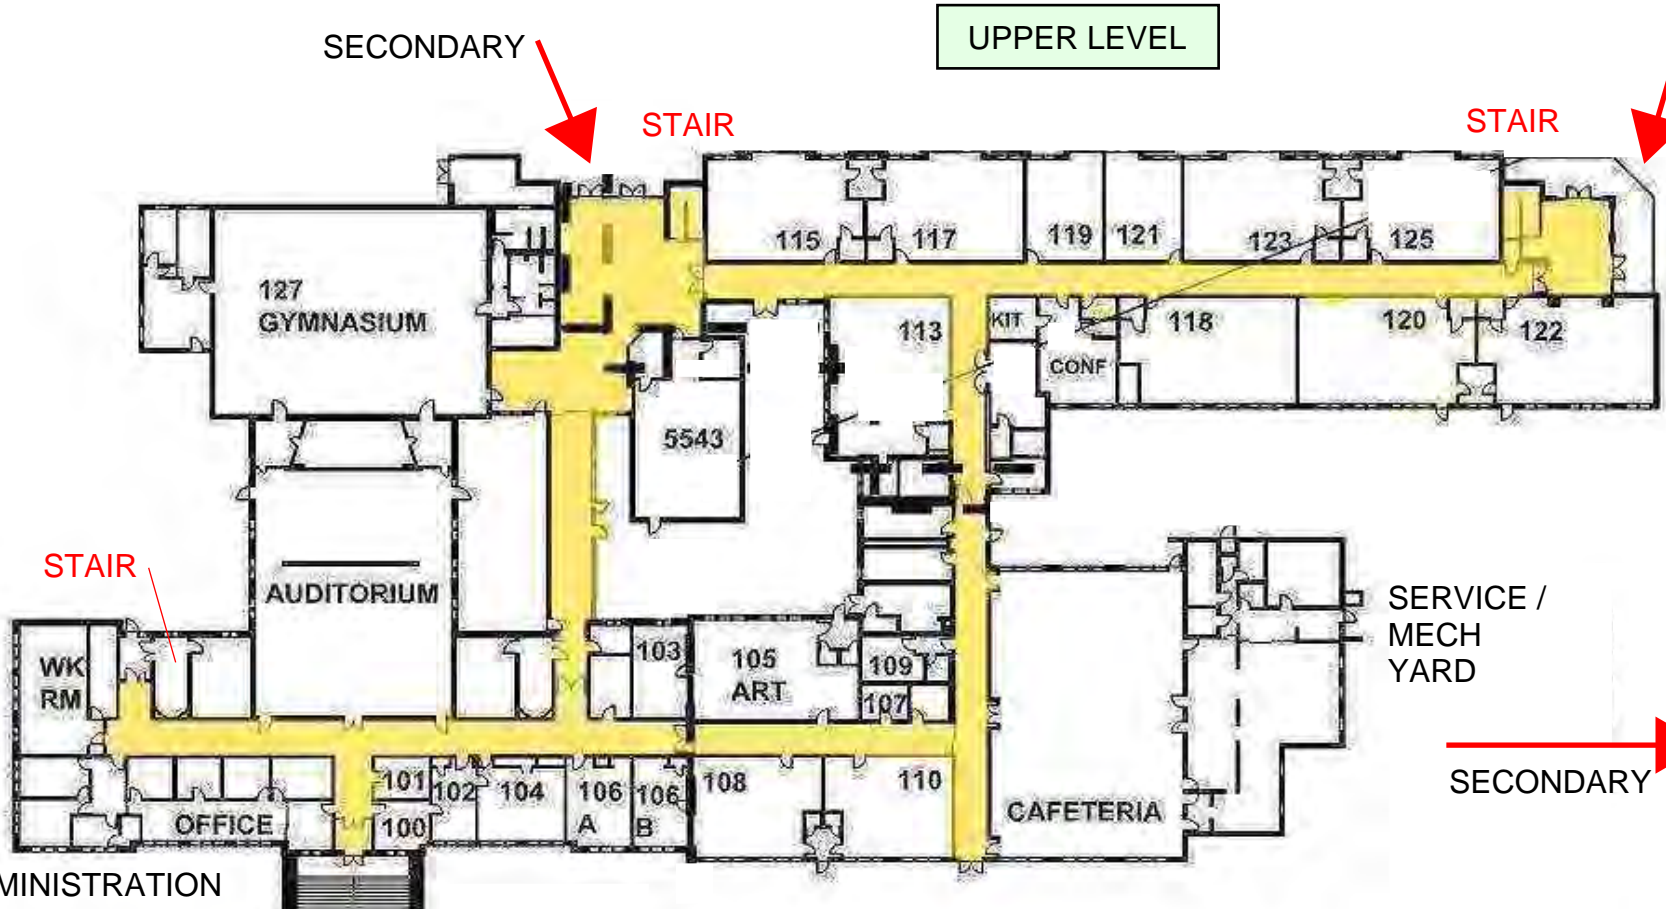 UPPER LEVEL
SECONDARY
STAIR
STAIR
115
117
119
121
123
125
127
GYMNASIUM
113
KIT
CONF
118
120
122
5543
STAIR
AUDITORIUM
SERVICE /
MECH
YARD
WK
RM
103
105
ART
109
107
SECONDARY
101
102
104
106
A
106
B
108
110
100
OFFICE
CAFETERIA
MINISTRATION